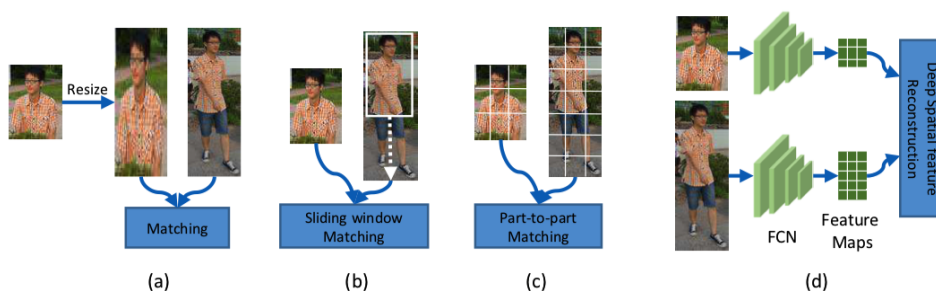 Resize
Matching
(a)
Sliding window
Matching
(b)
Part-to-part
Matching
(c)
FCN
Feature
Maps
Deep Spatial feature
Reconstruction
(d)